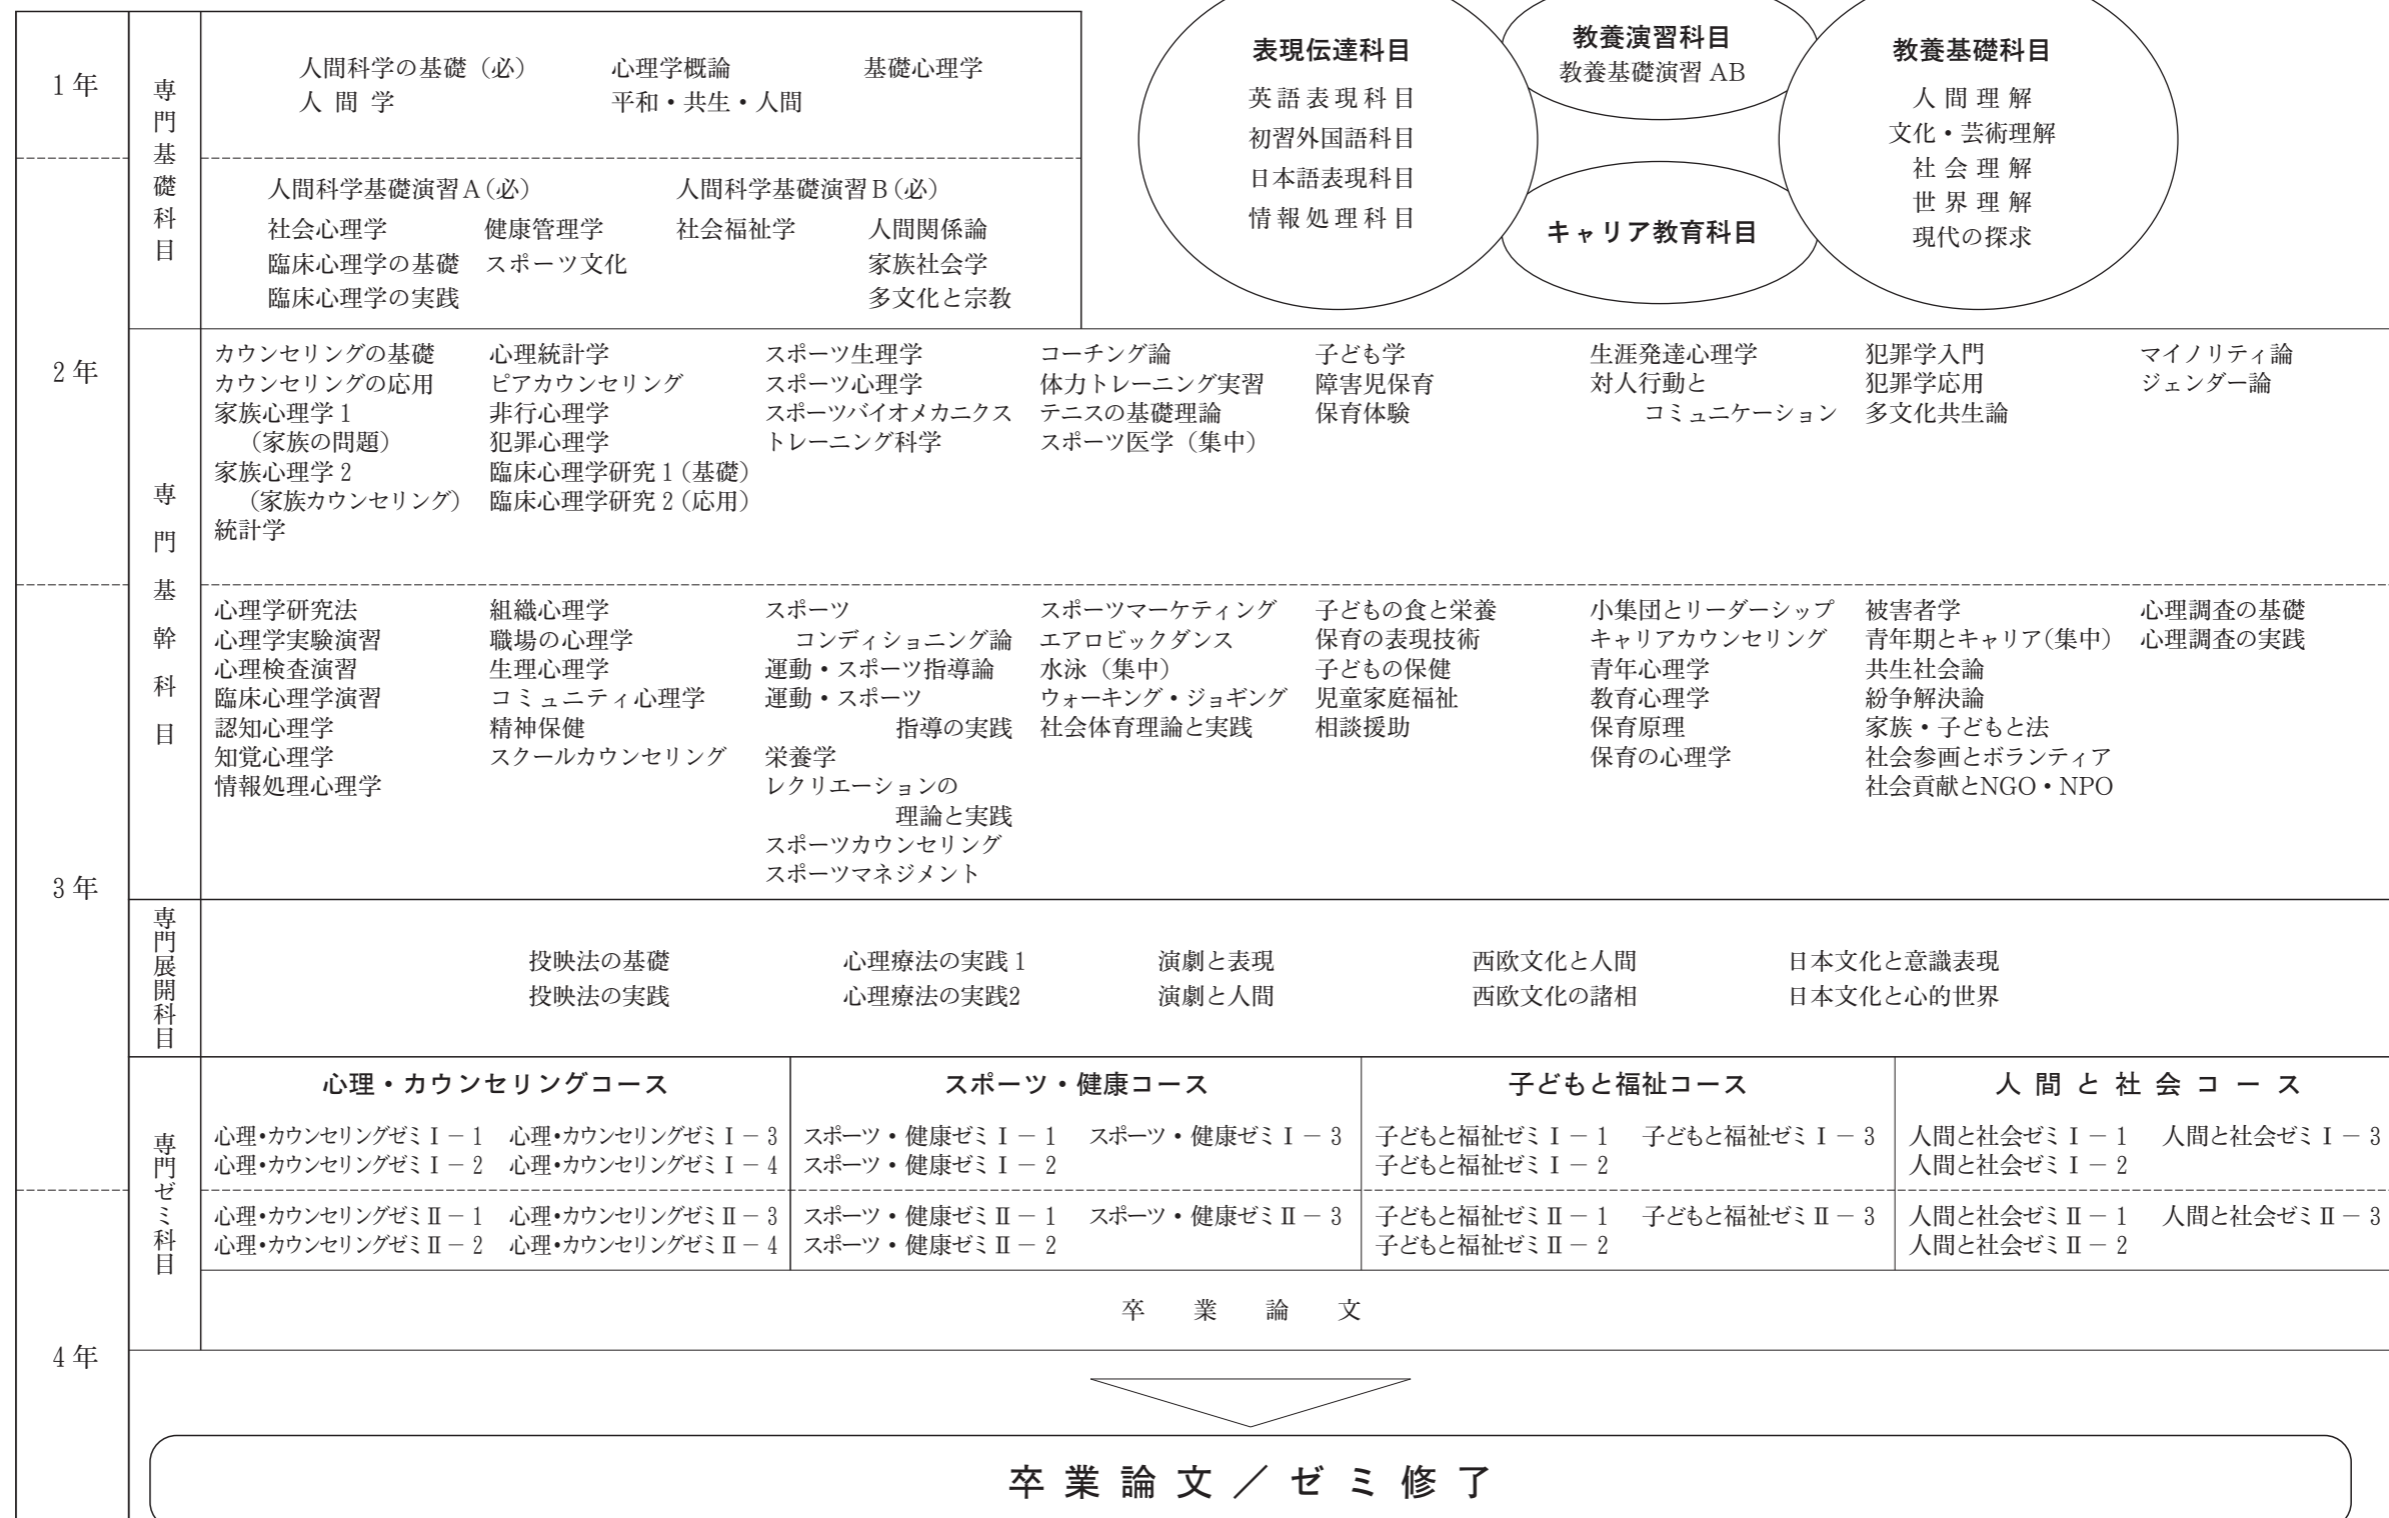 1年
専門基礎科目
人間科学の基礎（必） 心理学概論 基礎心理学
人間学 平和・共生・人間
表現伝達科目
英語表現科目
初習外国語科目
日本語表現科目
情報処理科目
教養演習科目
教養基礎演習 AB
キャリア教育科目
教養基礎科目
人間理解
文化・芸術理解
社会理解
世界理解
現代の探求
人間科学基礎演習A（必） 人間科学基礎演習B（必）
社会心理学 健康管理学 社会福祉学 人間関係論
臨床心理学の基礎 スポーツ文化 家族社会学
臨床心理学の実践 多文化と宗教
2年
専門基幹科目
カウンセリングの基礎
カウンセリングの応用
家族心理学1
（家族の問題）
家族心理学2
（家族カウンセリング）
統計学
心理統計学
ピアカウンセリング
非行心理学
犯罪心理学
臨床心理学研究1（基礎）
臨床心理学研究2（応用）
スポーツ生理学
スポーツ心理学
スポーツバイオメカニクス
トレーニング科学
コーチング論
体力トレーニング実習
テニスの基礎理論
スポーツ医学（集中）
子ども学
障害児保育
保育体験
生涯発達心理学
対人行動と
コミュニケーション
犯罪学入門
犯罪学応用
多文化共生論
マイノリティ論
ジェンダー論
心理学研究法
心理学実験演習
心理検査演習
臨床心理学演習
認知心理学
知覚心理学
情報処理心理学
組織心理学
職場の心理学
生理心理学
コミュニティ心理学
精神保健
スクールカウンセリング
スポーツ
コンディショニング論
運動・スポーツ指導論
運動・スポーツ
指導の実践
栄養学
レクリエーションの
理論と実践
スポーツカウンセリング
スポーツマネジメント
スポーツマーケティング
エアロビックダンス
水泳（集中）
ウォーキング・ジョギング
社会体育理論と実践
子どもの食と栄養
保育の表現技術
子どもの保健
児童家庭福祉
相談援助
小集団とリーダーシップ
キャリアカウンセリング
青年心理学
教育心理学
保育原理
保育の心理学
被害者学
青年期とキャリア（集中）
共生社会論
紛争解決論
家族・子どもと法
社会参画とボランティア
社会貢献とNGO・NPO
心理調査の基礎
心理調査の実践
3年
専門展開科目
投映法の基礎 心理療法の実践1 演劇と表現 西欧文化と人間 日本文化と意識表現
投映法の実践 心理療法の実践2 演劇と人間 西欧文化の諸相 日本文化と心的世界
専門ゼミ科目
心理・カウンセリングコース
心理・カウンセリングゼミⅠ－1 心理・カウンセリングゼミⅠ－3
心理・カウンセリングゼミⅠ－2 心理・カウンセリングゼミⅠ－4
スポーツ・健康コース
スポーツ・健康ゼミⅠ－1 スポーツ・健康ゼミⅠ－3
スポーツ・健康ゼミⅠ－2
子どもと福祉コース
子どもと福祉ゼミⅠ－1 子どもと福祉ゼミⅠ－3
子どもと福祉ゼミⅠ－2
人間と社会コース
人間と社会ゼミⅠ－1 人間と社会ゼミⅠ－3
人間と社会ゼミⅠ－2
心理・カウンセリングゼミⅡ－1 心理・カウンセリングゼミⅡ－3
心理・カウンセリングゼミⅡ－2 心理・カウンセリングゼミⅡ－4
スポーツ・健康ゼミⅡ－1 スポーツ・健康ゼミⅡ－3
スポーツ・健康ゼミⅡ－2
子どもと福祉ゼミⅡ－1 子どもと福祉ゼミⅡ－3
子どもと福祉ゼミⅡ－2
人間と社会ゼミⅡ－1 人間と社会ゼミⅡ－3
人間と社会ゼミⅡ－2
4年
卒業論文
卒業論文／ゼミ修了